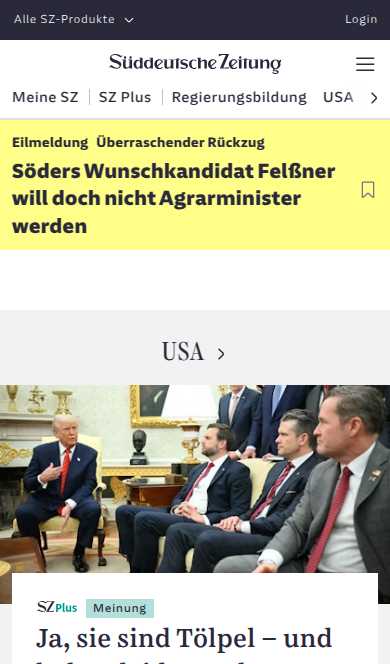 Alle SZ-Produkte
Login
Süddeutsche Zeitung
Meine SZ
SZ Plus
Regierungsbildung
USA
Eilmeldung Überraschender Rückzug
Söders Wunschkandidat Felßner
will doch nicht Agrarminister
werden
USA
SZ Plus Meinung
Ja, sie sind Tölpel – und